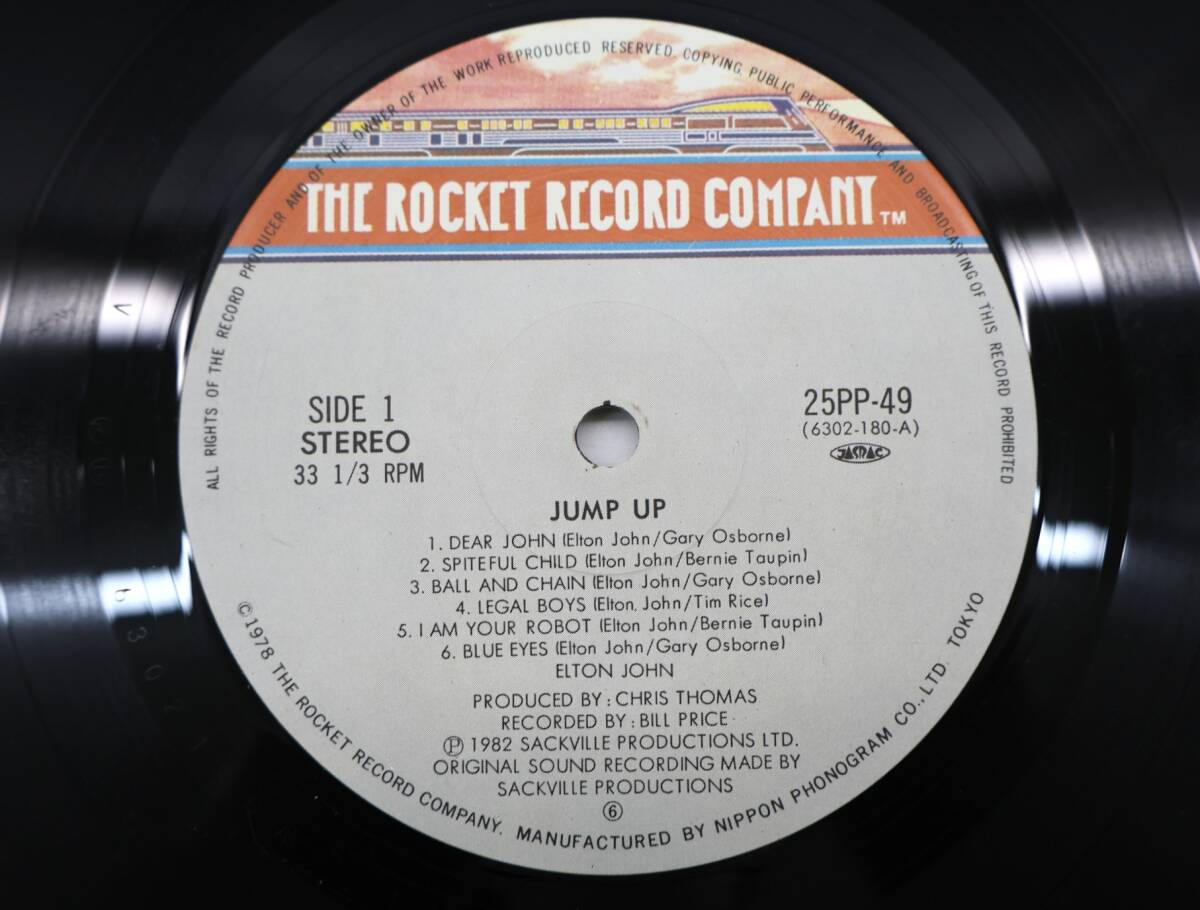 ALL RIGHTS OF THE RECORD PRODUCER AND OF THE OWNER OF THE WORK REPRODUCED RESERVED. COPYING, PUBLIC PERFORMANCE AND BROADCASTING OF THIS RECORD PROHIBITED
THE ROCKET RECORD COMPANY TM
SIDE 1
STEREO
33 1/3 RPM
25PP-49
(6302-180-A)
JASRAC
JUMP UP
1. DEAR JOHN (Elton John/Gary Osborne)
2. SPITEFUL CHILD (Elton John/Bernie Taupin)
3. BALL AND CHAIN (Elton John/Gary Osborne)
4. LEGAL BOYS (Elton. John/Tim Rice)
5. I AM YOUR ROBOT (Elton John/Bernie Taupin)
6. BLUE EYES (Elton John/Gary Osborne)
ELTON JOHN
PRODUCED BY : CHRIS THOMAS
RECORDED BY : BILL PRICE
Ⓟ 1982 SACKVILLE PRODUCTIONS LTD.
ORIGINAL SOUND RECORDING MADE BY
SACKVILLE PRODUCTIONS
⑥
©1978 THE ROCKET RECORD COMPANY. MANUFACTURED BY NIPPON PHONOGRAM CO., LTD. TOKYO